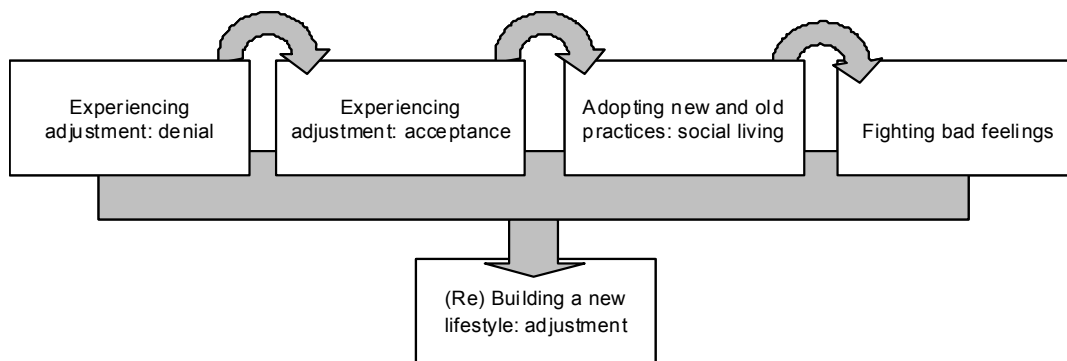 Experiencing
adjustment: denial
Experiencing
adjustment: acceptance
Adopting new and old
practices: social living
Fighting bad feelings
(Re) Building a new
lifestyle: adjustment